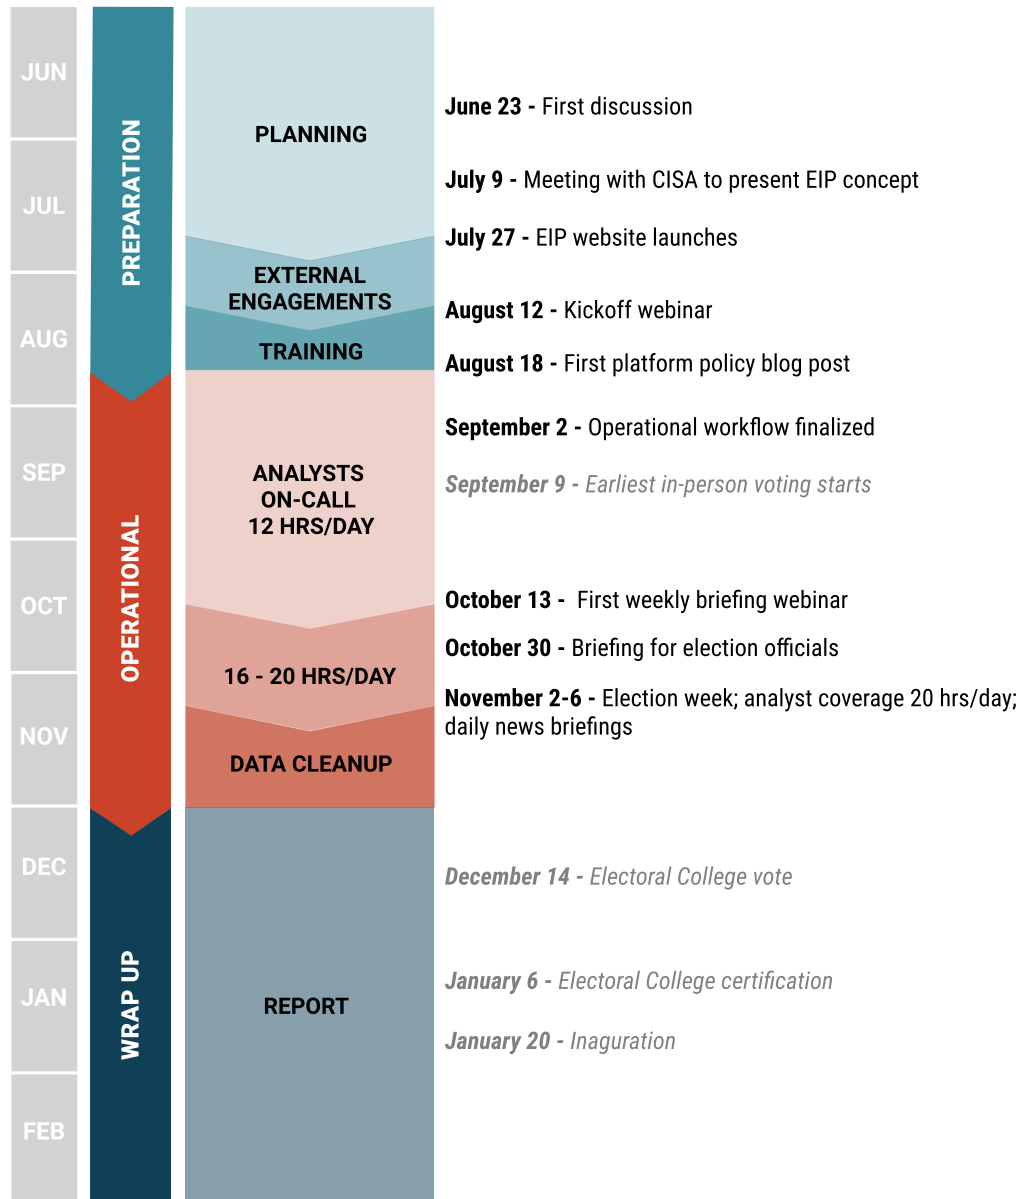 JUN
JUL
AUG
SEP
OCT
NOV
DEC
JAN
FEB
PREPARATION
OPERATIONAL
WRAP UP
PLANNING
EXTERNAL
ENGAGEMENTS
TRAINING
ANALYSTS
ON-CALL
12 HRS/DAY
16 - 20 HRS/DAY
DATA CLEANUP
REPORT
June 23 - First discussion
July 9 - Meeting with CISA to present EIP concept
July 27 - EIP website launches
August 12 - Kickoff webinar
August 18 - First platform policy blog post
September 2 - Operational workflow finalized
September 9 - Earliest in-person voting starts
October 13 - First weekly briefing webinar
October 30 - Briefing for election officials
November 2-6 - Election week; analyst coverage 20 hrs/day;
daily news briefings
December 14 - Electoral College vote
January 6 - Electoral College certification
January 20 - Inaguration